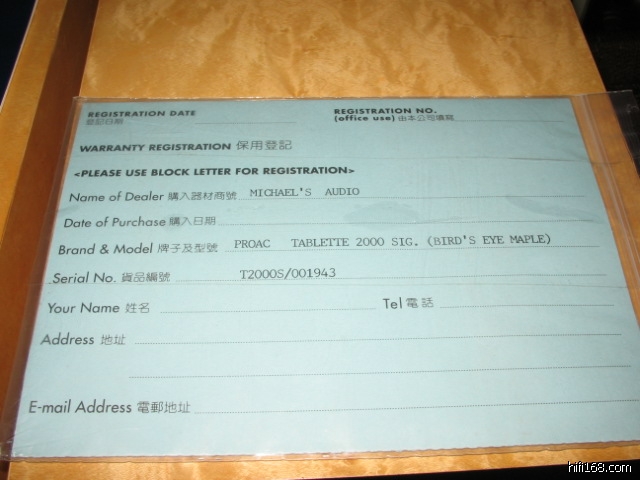 REGISTRATION DATE
登記日期
REGISTRATION NO.
(office use) 由本公司填寫
WARRANTY REGISTRATION 保用登記
<PLEASE USE BLOCK LETTER FOR REGISTRATION>
Name of Dealer 購入器材商號 MICHAEL'S AUDIO
Date of Purchase 購入日期
Brand & Model 牌子及型號 PROAC TABLETTE 2000 SIG. (BIRD'S EYE MAPLE)
Serial No. 貨品編號 T2000S/001943
Your Name 姓名 Tel 電話
Address 地址
E-mail Address 電郵地址
hifi168.com